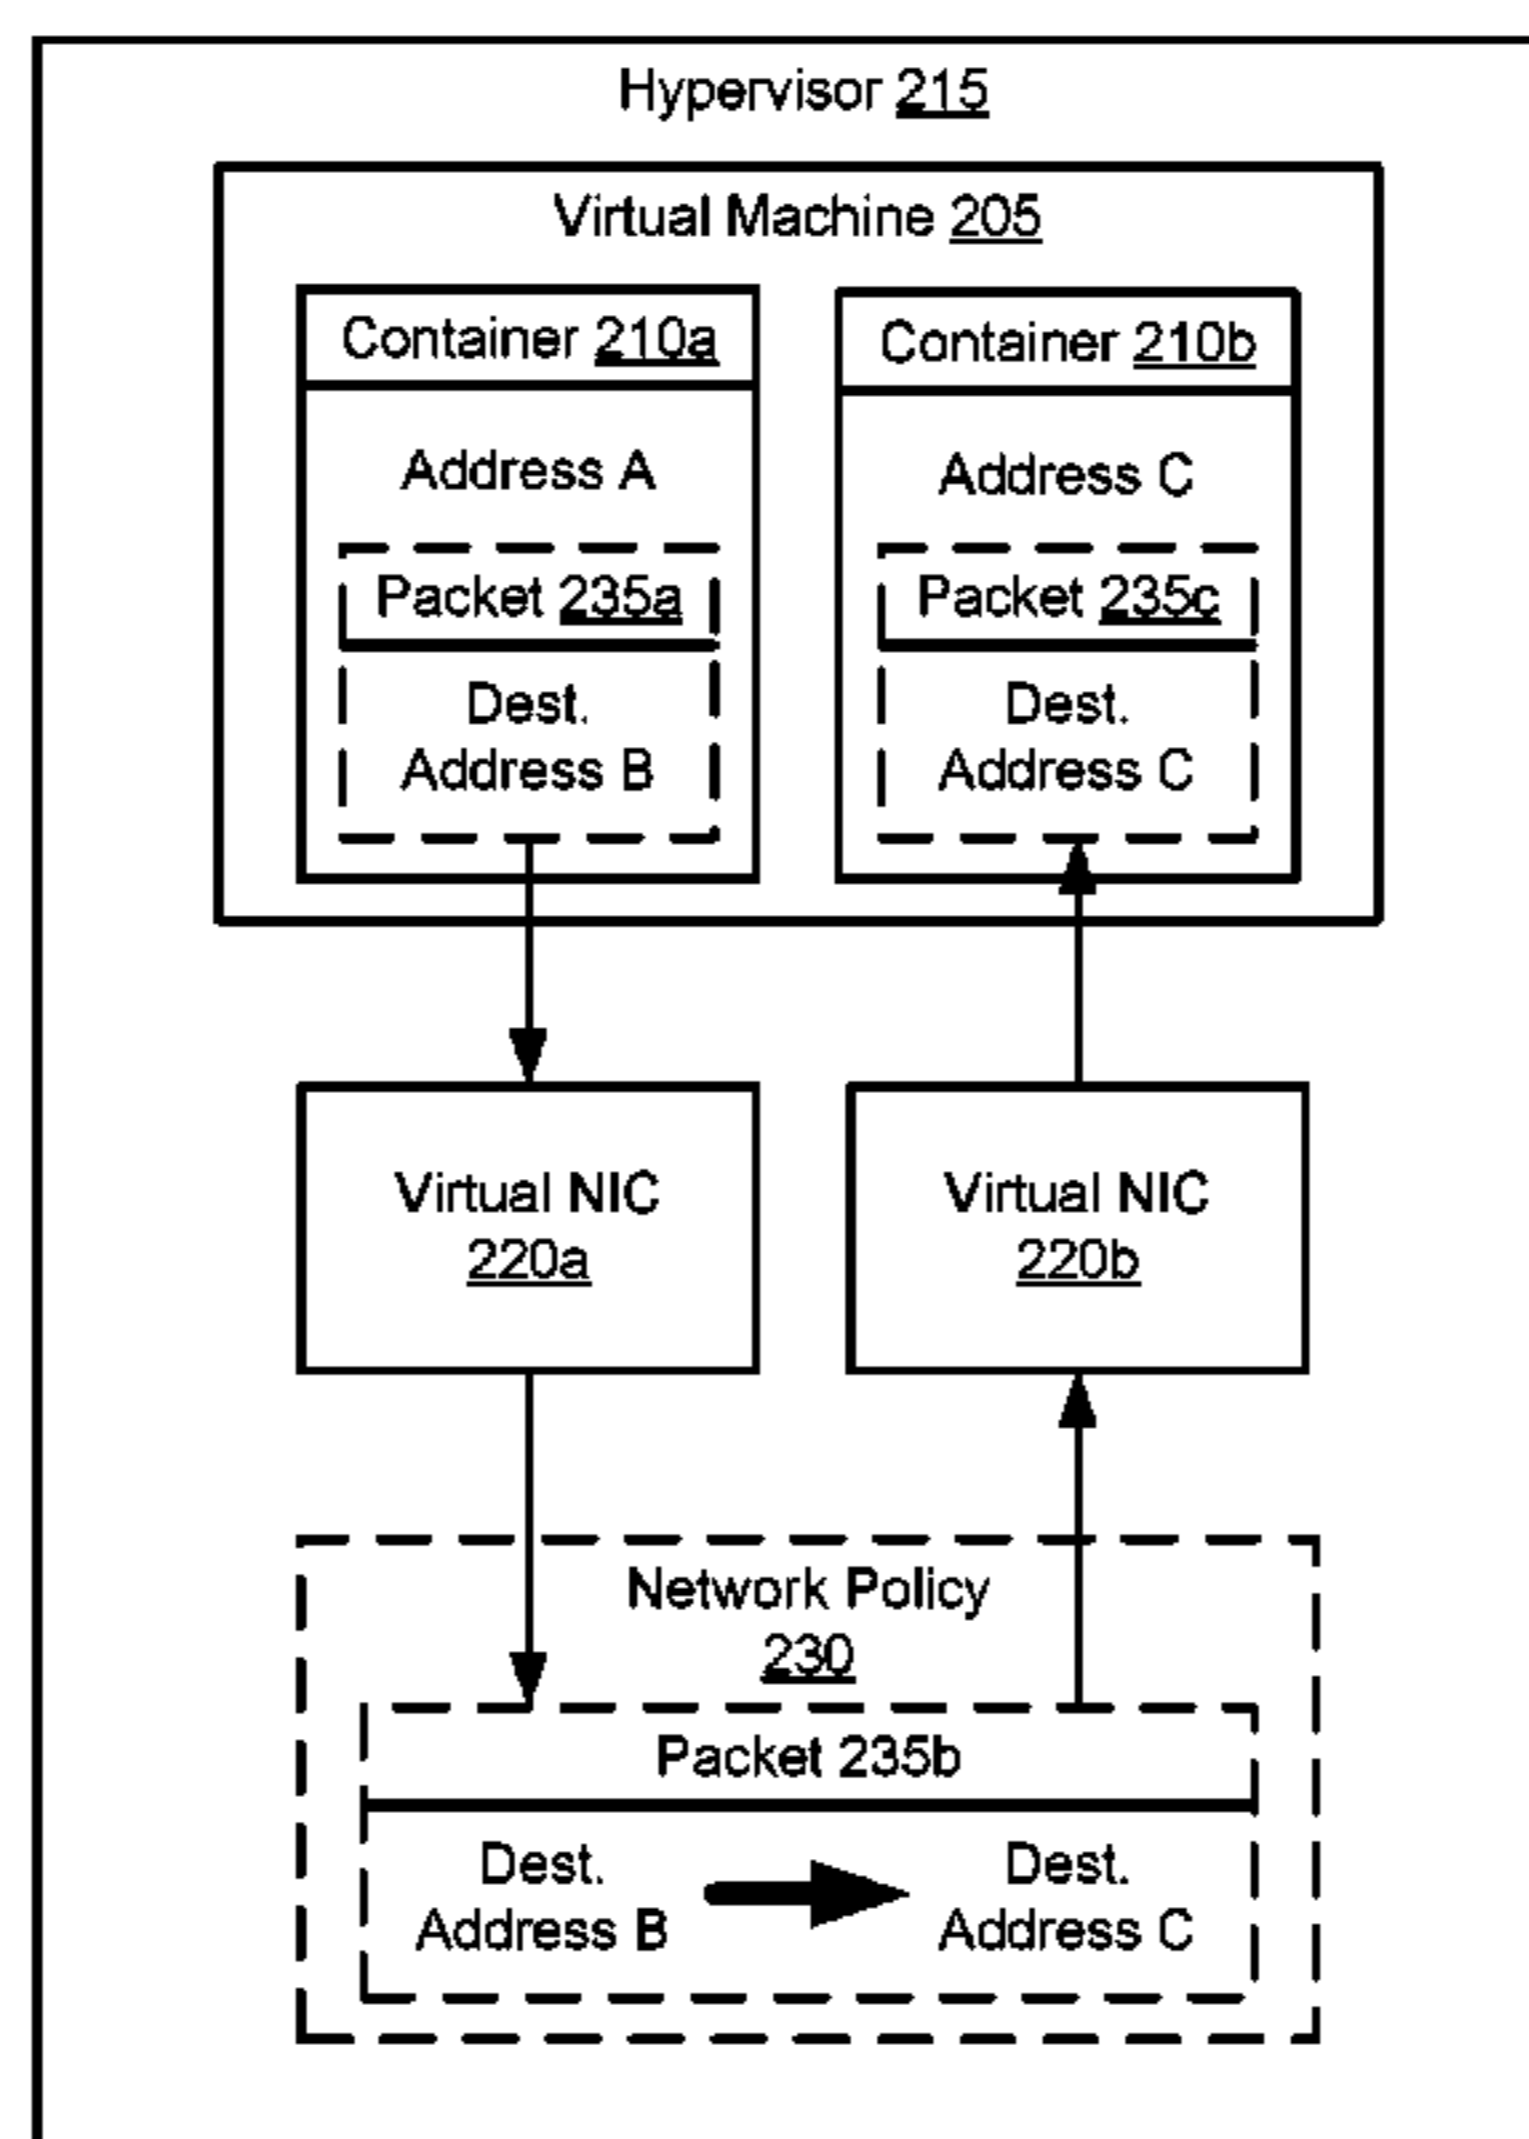 Hypervisor 215
Virtual Machine 205
Container 210a
Address A
Packet 235a
Dest.
Address B
Container 210b
Address C
Packet 235c
Dest.
Address C
Virtual NIC
220a
Virtual NIC
220b
Network Policy
230
Packet 235b
Dest.
Address B
Dest.
Address C